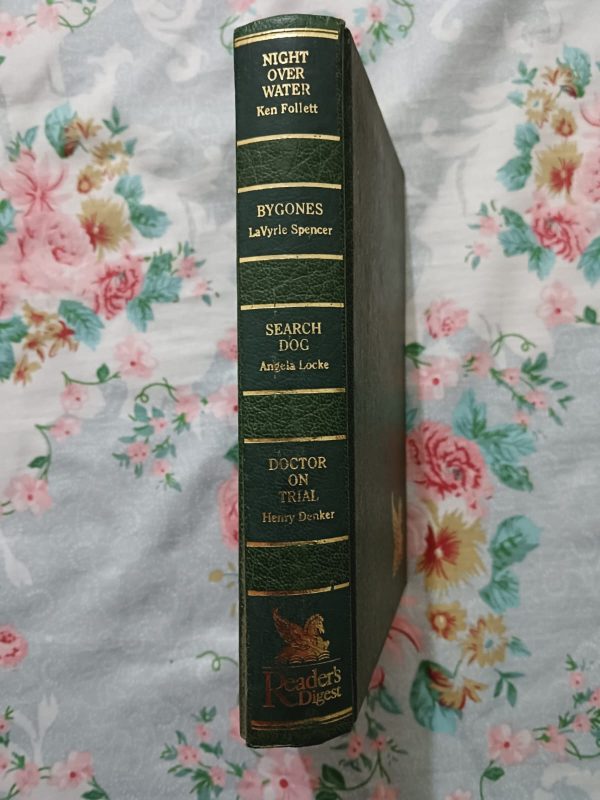 NIGHT
OVER
WATER
Ken Follett
BYGONES
LaVyrle Spencer
SEARCH
DOG
Angela Locke
DOCTOR
ON
TRIAL
Henry Denker
Reader's
Digest